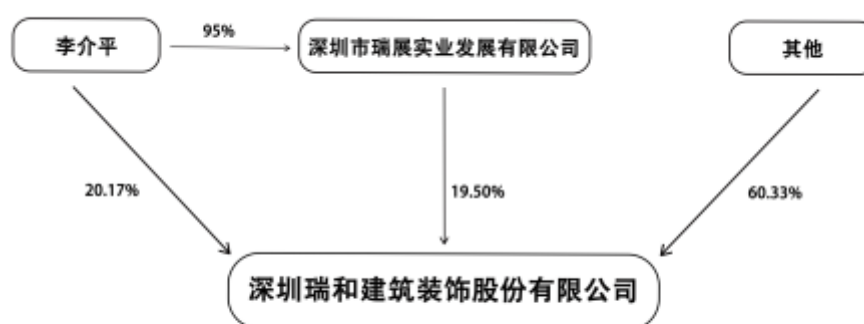 李介平
95%
深圳市瑞展实业发展有限公司
其他
20.17%
19.50%
60.33%
深圳瑞和建筑装饰股份有限公司